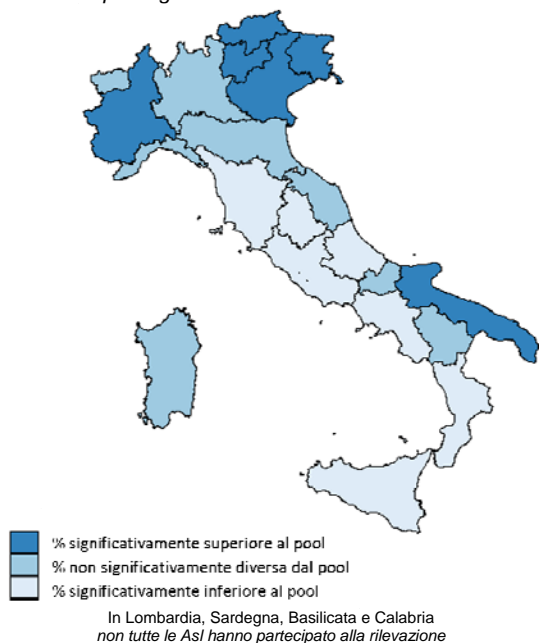 % significativamente superiore al pool
% non significativamente diversa dal pool
% significativamente inferiore al pool
In Lombardia, Sardegna, Basilicata e Calabria
non tutte le Asl hanno partecipato alla rilevazione